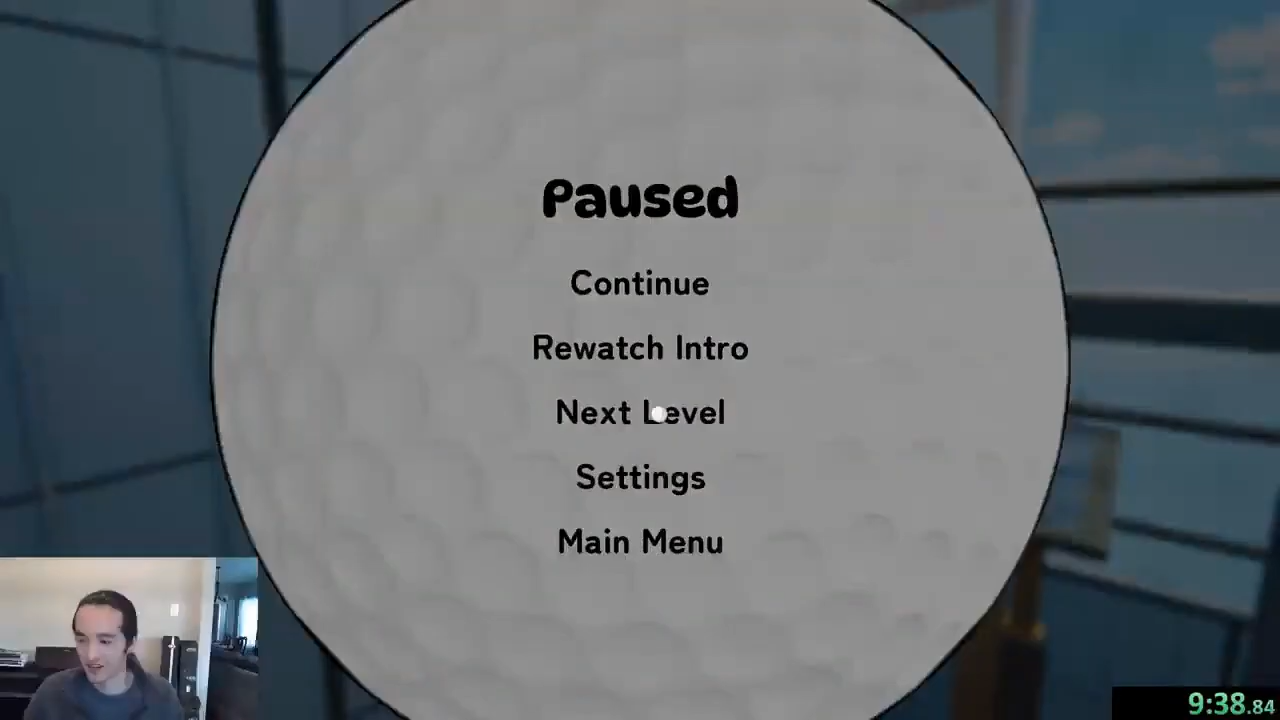 Paused
Continue
Rewatch Intro
Next Level
Settings
Main Menu
9:38.84